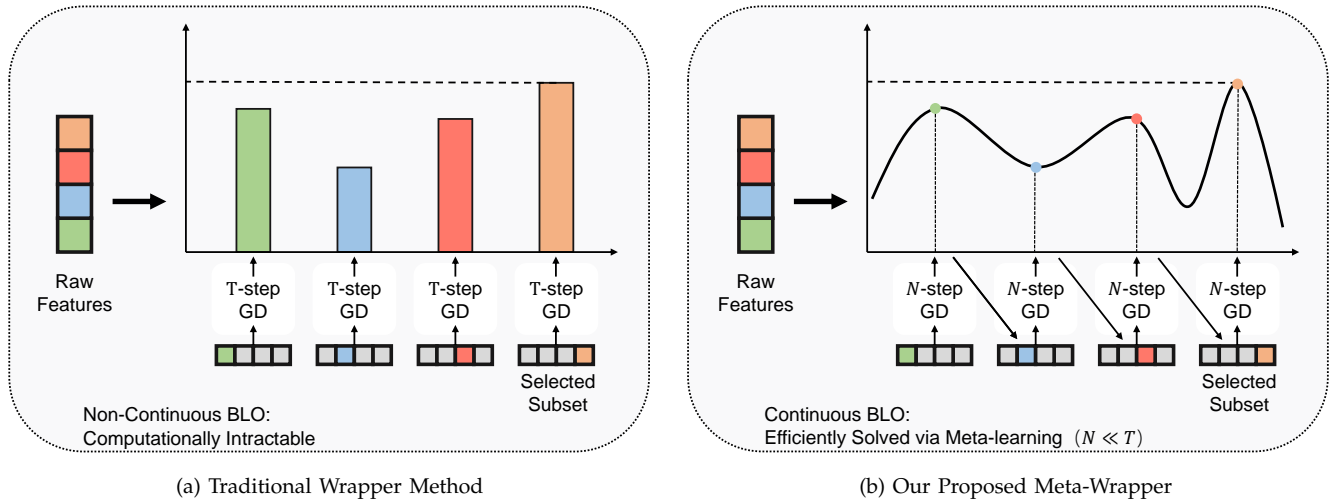 Raw
Features
T-step
GD
T-step
GD
T-step
GD
T-step
GD
Selected
Subset
Non-Continuous BLO:
Computationally Intractable
(a) Traditional Wrapper Method
Raw
Features
N-step
GD
N-step
GD
N-step
GD
N-step
GD
Selected
Subset
Continuous BLO:
Efficiently Solved via Meta-learning (N ≪ T)
(b) Our Proposed Meta-Wrapper